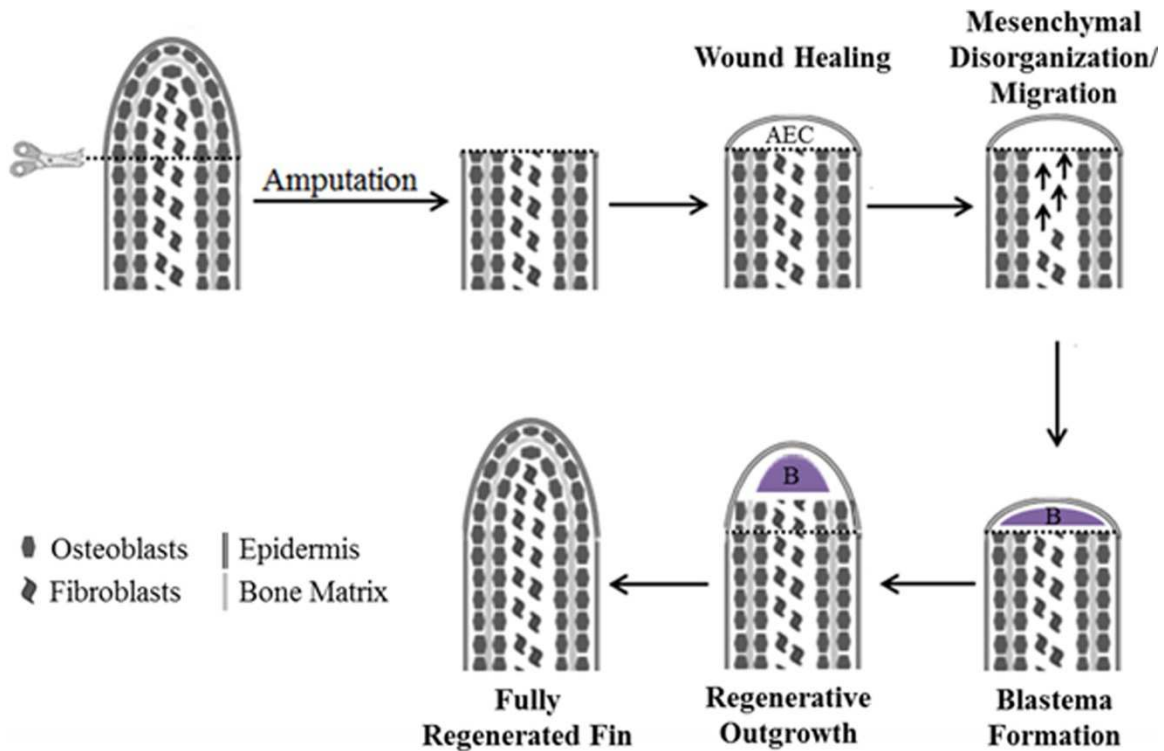 Wound Healing
Mesenchymal
Disorganization/
Migration
AEC
Amputation
B
B
Osteoblasts
Epidermis
Fibroblasts
Bone Matrix
Fully
Regenerated Fin
Regenerative
Outgrowth
Blastema
Formation